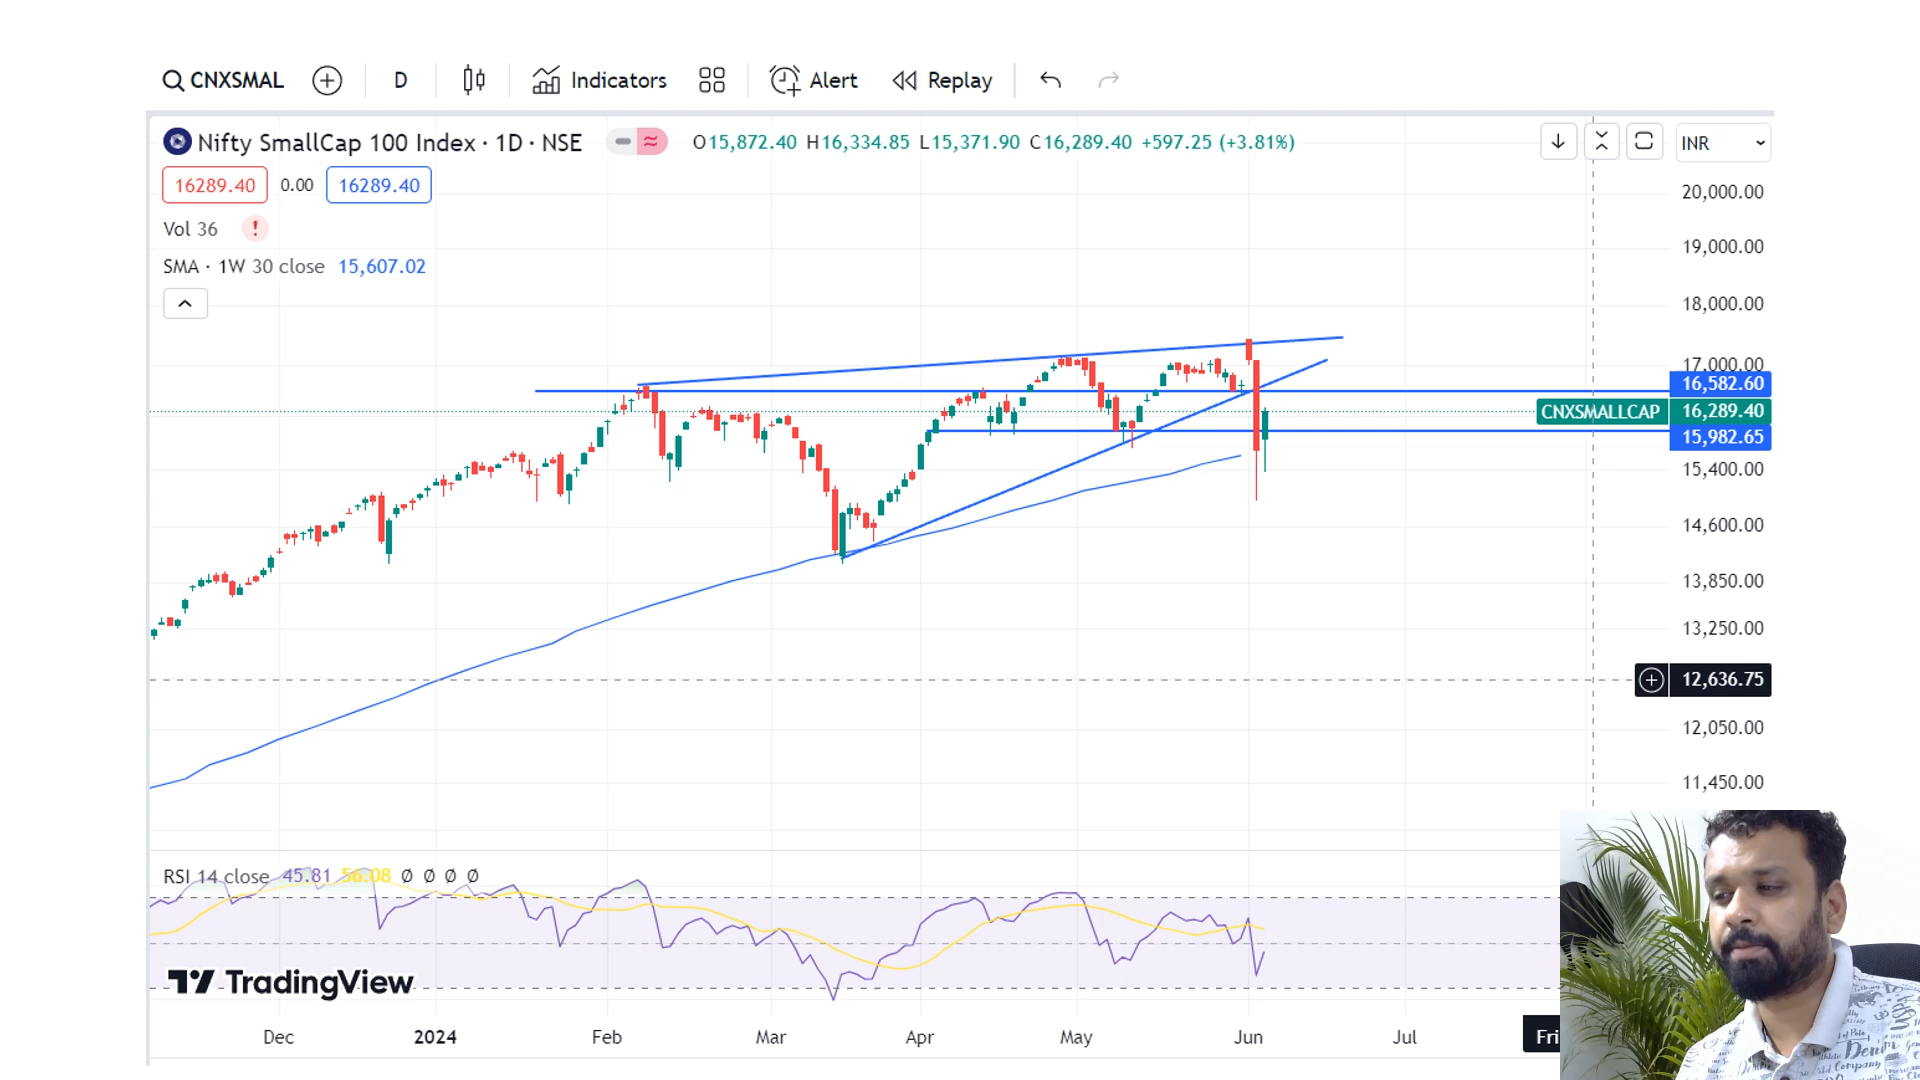 CNXSMAL D Indicators Alert Replay
Nifty SmallCap 100 Index · 1D · NSE O15,872.40 H16,334.85 L15,371.90 C16,289.40 +597.25 (+3.81%) INR
16289.40 0.00 16289.40
Vol 36 !
SMA · 1W 30 close 15,607.02
20,000.00
19,000.00
18,000.00
17,000.00
16,582.60
CNXSMALLCAP 16,289.40
15,982.65
15,400.00
14,600.00
13,850.00
13,250.00
12,636.75
12,050.00
11,450.00
RSI 14 close 45.81 56.08 Ø Ø Ø Ø
TradingView
Dec 2024 Feb Mar Apr May Jun Jul Fri
Denim